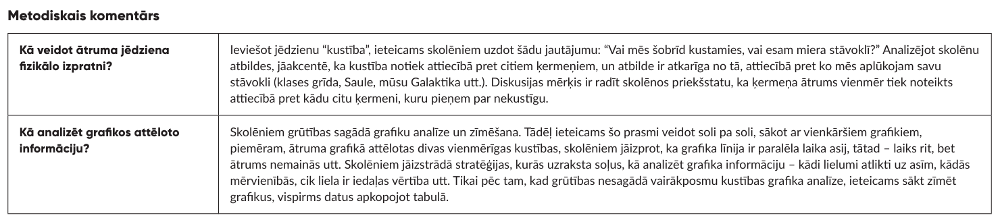 Metodiskais komentārs
Kā veidot ātruma jēdziena
fizikālo izpratni?
Ieviešot jēdzienu “kustība”, ieteicams skolēniem uzdot šādu jautājumu: “Vai mēs šobrīd kustamies, vai esam miera stāvoklī?” Analizējot skolēnu
atbildes, jāakcentē, ka kustība notiek attiecībā pret citiem ķermeņiem, un atbilde ir atkarīga no tā, attiecībā pret ko mēs aplūkojam savu
stāvokli (klases grīda, Saule, mūsu Galaktika utt.). Diskusijas mērķis ir radīt skolēnos priekšstatu, ka ķermeņa ātrums vienmēr tiek noteikts
attiecībā pret kādu citu ķermeni, kuru pieņem par nekustīgu.
Kā analizēt grafikos attēloto
informāciju?
Skolēniem grūtības sagādā grafiku analīze un zīmēšana. Tādēļ ieteicams šo prasmi veidot soli pa solim, sākot ar vienkāršiem grafikiem,
piemēram, ātruma grafikā attēlotas divas vienmērīgas kustības, skolēniem jāizprot, ka grafika līnija ir paralēla laika asij, tātad – laiks rit, bet
ātrums nemainās utt. Skolēniem jāizstrādā stratēģijas, kurās uzraksta soļus, kā analizēt grafika informāciju – kādi lielumi atlikti uz asīm, kādās
mērvienībās, cik liela ir iedaļas vērtība utt. Tikai pēc tam, kad grūtības nesagādā vairākposmu kustības grafika analīze, ieteicams sākt zīmēt
grafikus, vispirms datus apkopojot tabulā.